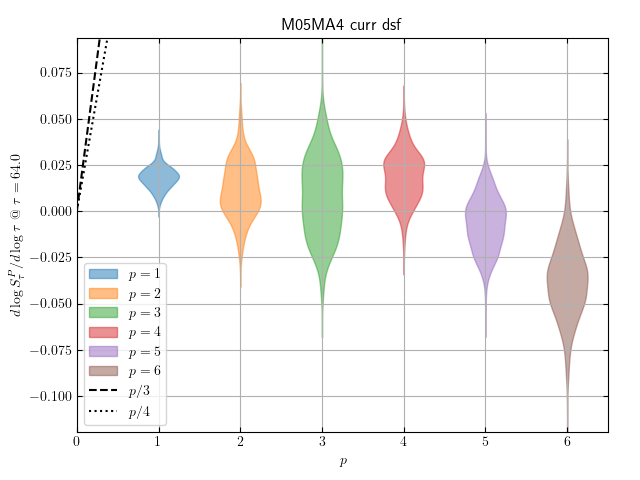 M05MA4 curr dsf
d log S_τ^P / d log τ @ τ = 64.0
0.075
0.050
0.025
0.000
−0.025
−0.050
−0.075
−0.100
p = 1
p = 2
p = 3
p = 4
p = 5
p = 6
p/3
p/4
0 1 2 3 4 5 6
p